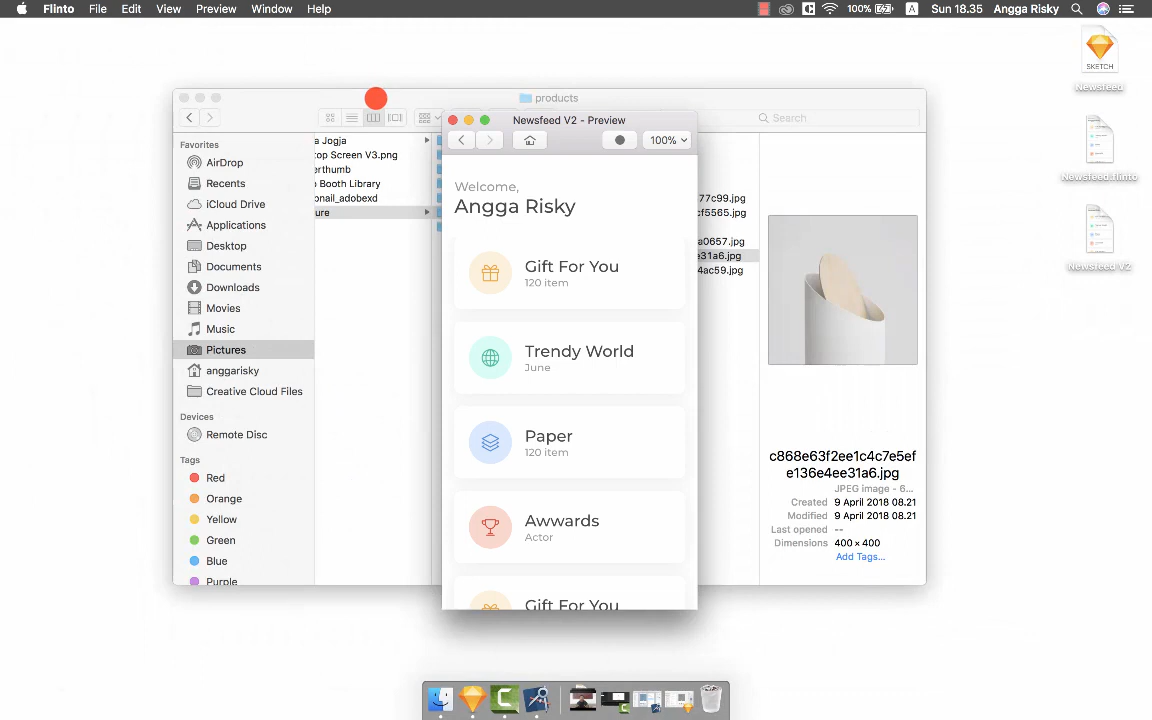 Flinto File Edit View Preview Window Help
100% A Sun 18.35 Angga Risky
SKETCH
Newsfeed
Newsfeed.flinto
Newsfeed V2
products
Search
Favorites
AirDrop
Recents
iCloud Drive
Applications
Desktop
Documents
Downloads
Movies
Music
Pictures
anggarisky
Creative Cloud Files
Devices
Remote Disc
Tags
Red
Orange
Yellow
Green
Blue
Purple
a Jogja
top Screen V3.png
erthumb
o Booth Library
bnail_adobexd
ure
Newsfeed V2 - Preview
100%
Welcome,
Angga Risky
Gift For You
120 item
Trendy World
June
Paper
120 item
Awwards
Actor
Gift For You
77c99.jpg
cf5565.jpg
a0657.jpg
e31a6.jpg
4ac59.jpg
c868e63f2ee1c4c7e5ef
e136e4ee31a6.jpg
JPEG image - 6...
Created 9 April 2018 08.21
Modified 9 April 2018 08.21
Last opened --
Dimensions 400 × 400
Add Tags...